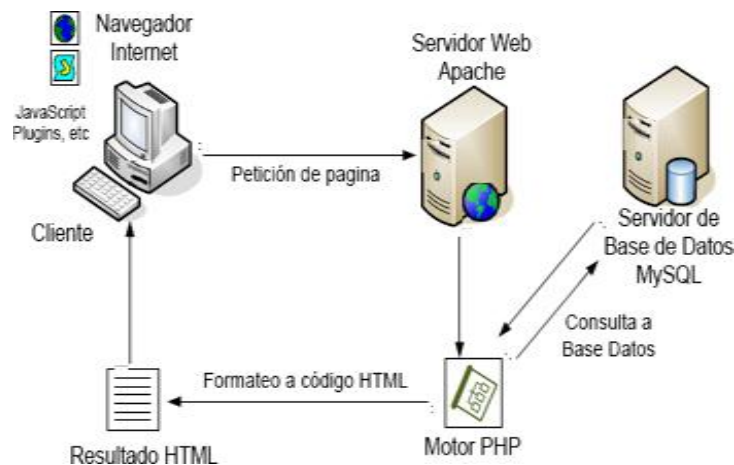 Navegador
Internet
JavaScript
Plugins, etc
Cliente
Servidor Web
Apache
Petición de pagina
Servidor de
Base de Datos
MySQL
Consulta a
Base Datos
Formateo a código HTML
Resultado HTML
Motor PHP